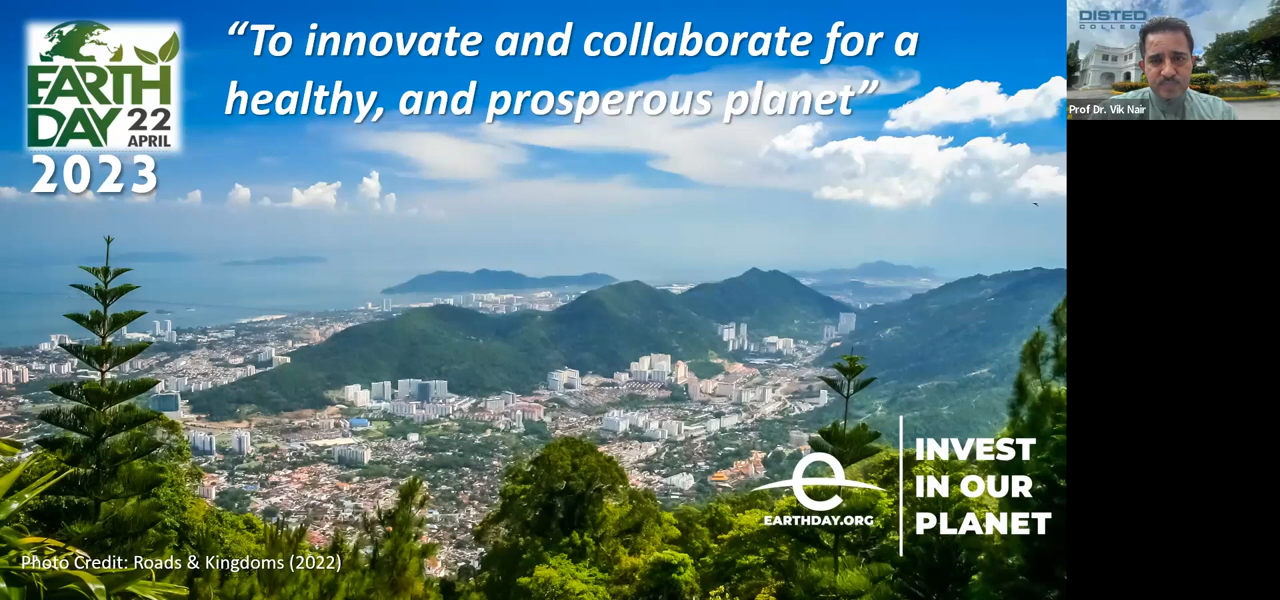 EARTH
DAY 22
APRIL
2023
“To innovate and collaborate for a
healthy, and prosperous planet”
DISTED
COLLEGE
Prof Dr. Vik Nair
e
EARTHDAY.ORG
INVEST
IN OUR
PLANET
Photo Credit: Roads & Kingdoms (2022)